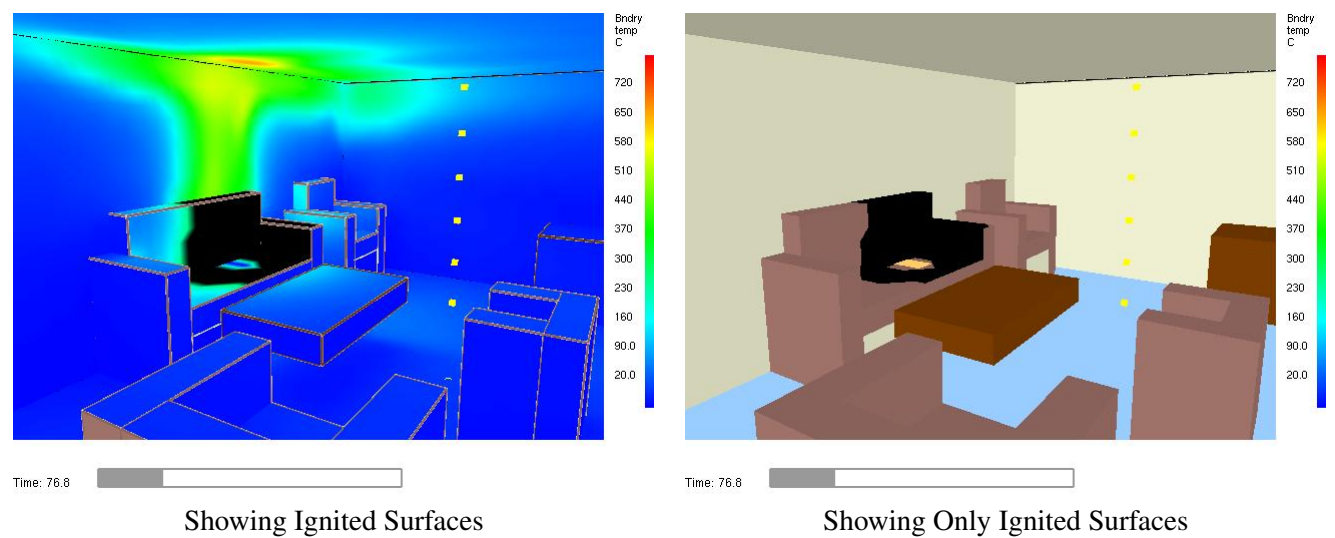 Bndry
temp
C
720
650
580
510
440
370
300
230
160
90.0
20.0
Time: 76.8
Showing Ignited Surfaces
Bndry
temp
C
720
650
580
510
440
370
300
230
160
90.0
20.0
Time: 76.8
Showing Only Ignited Surfaces